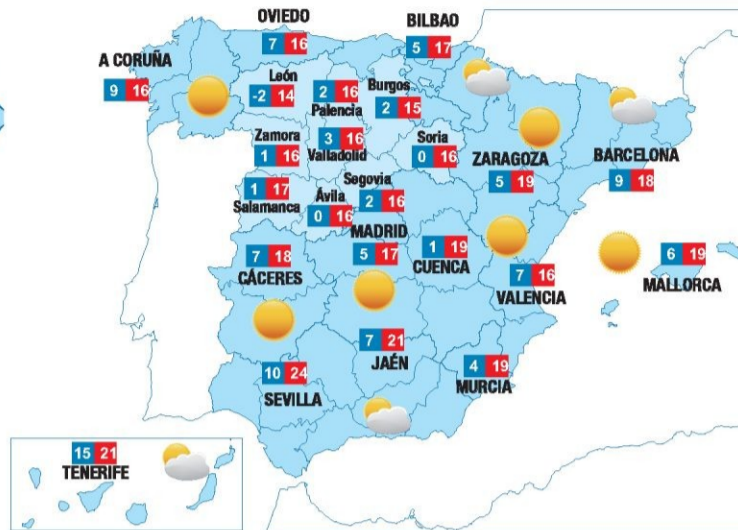 OVIEDO
7 16
BILBAO
5 17
A CORUÑA
9 16
León
-2 14
2 16
Palencia
Burgos
2 15
Zamora
1 16
3 16
Valladolid
Soria
0 16
ZARAGOZA
5 19
BARCELONA
9 18
1 17
Salamanca
Ávila
0 16
Segovia
2 16
MADRID
5 17
1 19
CUENCA
7 18
CÁCERES
7 16
VALENCIA
6 19
MALLORCA
7 21
JAÉN
10 24
SEVILLA
4 19
MURCIA
15 21
TENERIFE